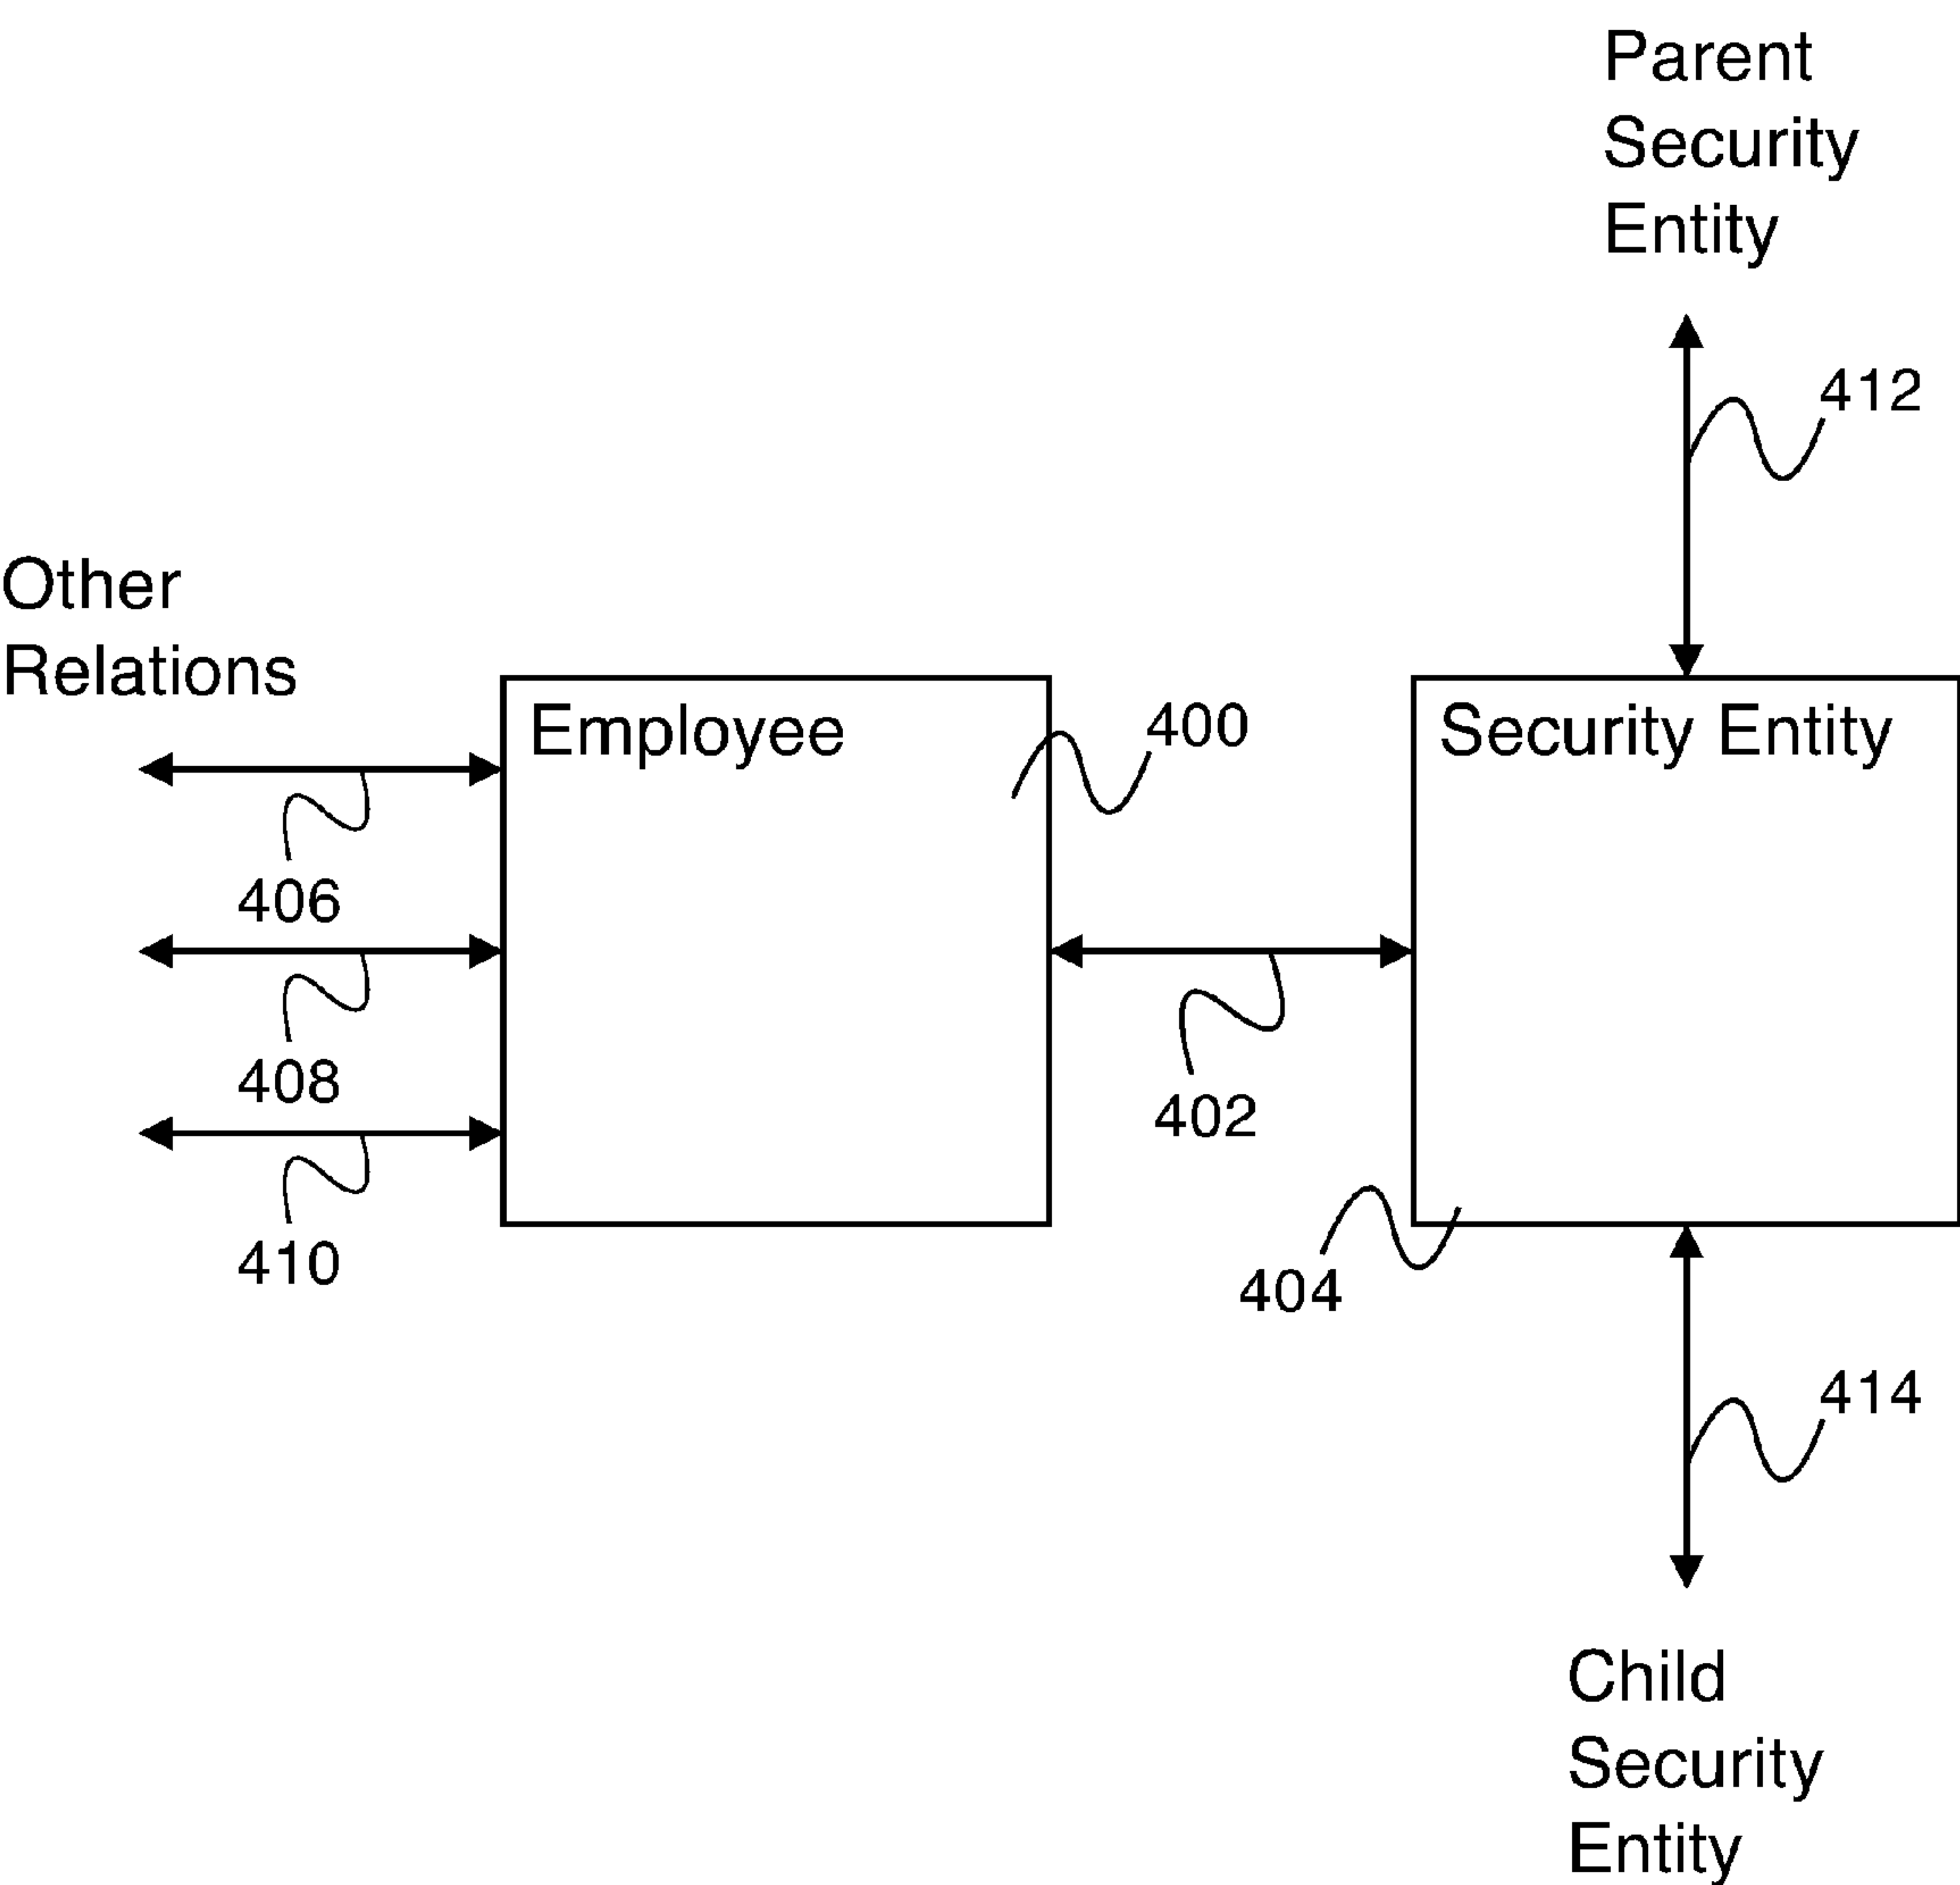 Parent
Security
Entity
412
Other
Relations
Employee
400
Security Entity
406
408
402
410
404
414
Child
Security
Entity